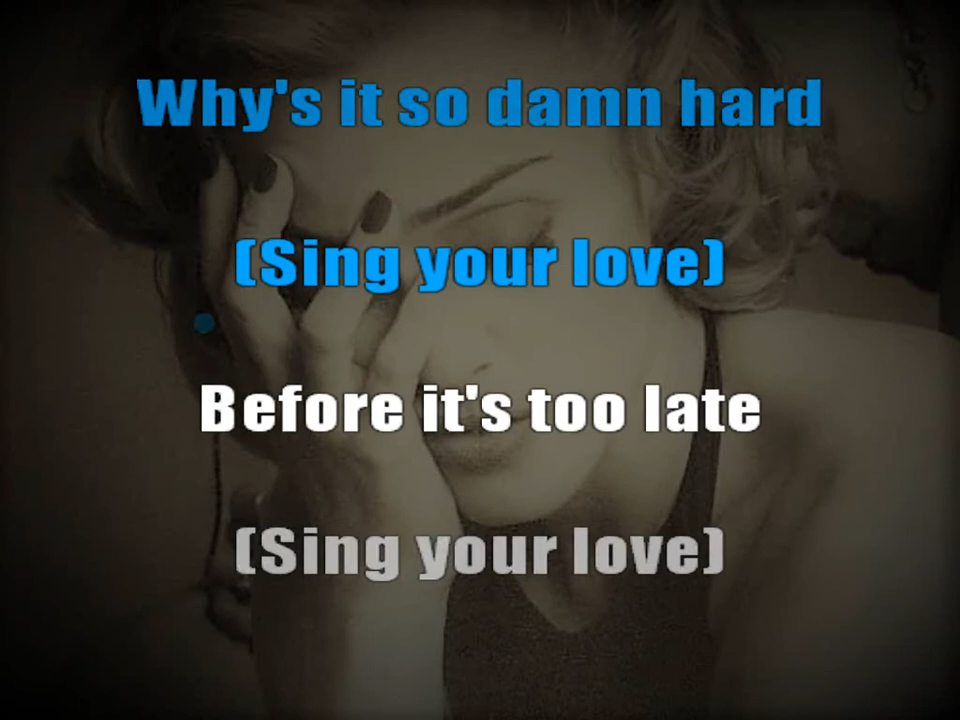 Why's it so damn hard
(Sing your love)
Before it's too late
(Sing your love)